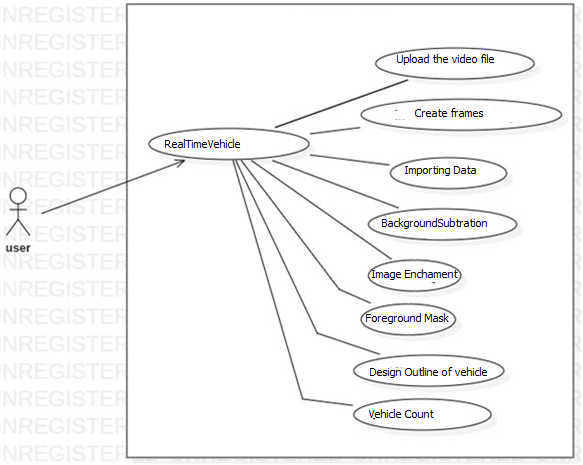 UNREGISTERED
Upload the video file
Create frames
RealTimeVehicle
Importing Data
BackgroundSubtration
user
Image Enchament
Foreground Mask
Design Outline of vehicle
Vehicle Count